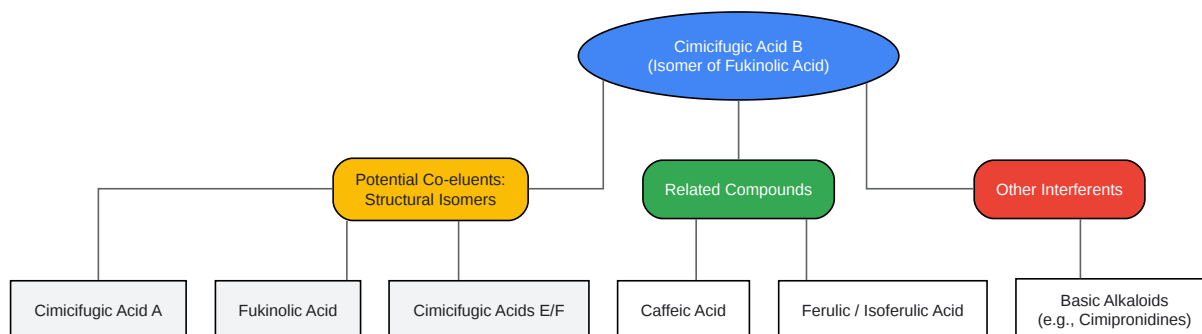 Cimicifugic Acid B
(Isomer of Fukinolic Acid)
Potential Co-eluents:
Structural Isomers
Related Compounds
Other Interferents
Cimicifugic Acid A
Fukinolic Acid
Cimicifugic Acids E/F
Caffeic Acid
Ferulic / Isoferulic Acid
Basic Alkaloids
(e.g., Cimipronidines)